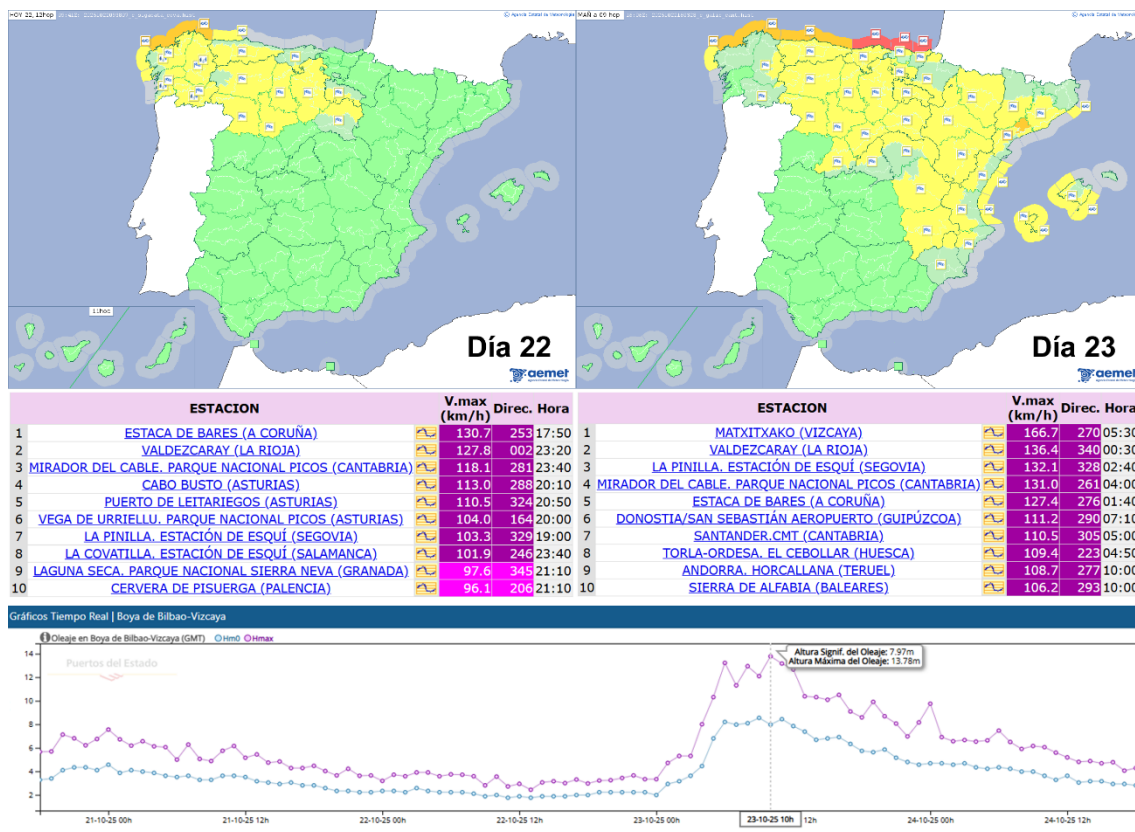 HOY 22, 12hop
© Agencia Estatal de Meteorología
11hoc
Día 22
aemet
MAÑ a 09 hop
© Agencia Estatal de Meteorología
Día 23
aemet
ESTACION V.max (km/h) Direc. Hora
1 ESTACA DE BARES (A CORUÑA) 130.7 253 17:50
2 VALDEZCARAY (LA RIOJA) 127.8 002 23:20
3 MIRADOR DEL CABLE. PARQUE NACIONAL PICOS (CANTABRIA) 118.1 281 23:40
4 CABO BUSTO (ASTURIAS) 113.0 288 20:10
5 PUERTO DE LEITARIEGOS (ASTURIAS) 110.5 324 20:50
6 VEGA DE URRIELLU. PARQUE NACIONAL PICOS (ASTURIAS) 104.0 164 20:00
7 LA PINILLA. ESTACIÓN DE ESQUÍ (SEGOVIA) 103.3 329 19:00
8 LA COVATILLA. ESTACIÓN DE ESQUÍ (SALAMANCA) 101.9 246 23:40
9 LAGUNA SECA. PARQUE NACIONAL SIERRA NEVA (GRANADA) 97.6 345 21:10
10 CERVERA DE PISUERGA (PALENCIA) 96.1 206 21:10
ESTACION V.max (km/h) Direc. Hora
1 MATXITXAKO (VIZCAYA) 166.7 270 05:30
2 VALDEZCARAY (LA RIOJA) 136.4 340 00:30
3 LA PINILLA. ESTACIÓN DE ESQUÍ (SEGOVIA) 132.1 328 02:40
4 MIRADOR DEL CABLE. PARQUE NACIONAL PICOS (CANTABRIA) 131.0 261 04:00
5 ESTACA DE BARES (A CORUÑA) 127.4 276 01:40
6 DONOSTIA/SAN SEBASTIÁN AEROPUERTO (GUIPÚZCOA) 111.2 290 07:10
7 SANTANDER.CMT (CANTABRIA) 110.5 305 05:00
8 TORLA-ORDESA. EL CEBOLLAR (HUESCA) 109.4 223 04:50
9 ANDORRA. HORCALLANA (TERUEL) 108.7 277 10:00
10 SIERRA DE ALFABIA (BALEARES) 106.2 293 10:00
Gráficos Tiempo Real | Boya de Bilbao-Vizcaya
Oleaje en Boya de Bilbao-Vizcaya (GMT) Hm0 Hmax
Puertos del Estado
Altura Signif. del Oleaje: 7.97m
Altura Máxima del Oleaje: 13.78m
14
12
10
8
6
4
2
21-10-25 00h 21-10-25 12h 22-10-25 00h 22-10-25 12h 23-10-25 00h 23-10-25 10h 12h 24-10-25 00h 24-10-25 12h